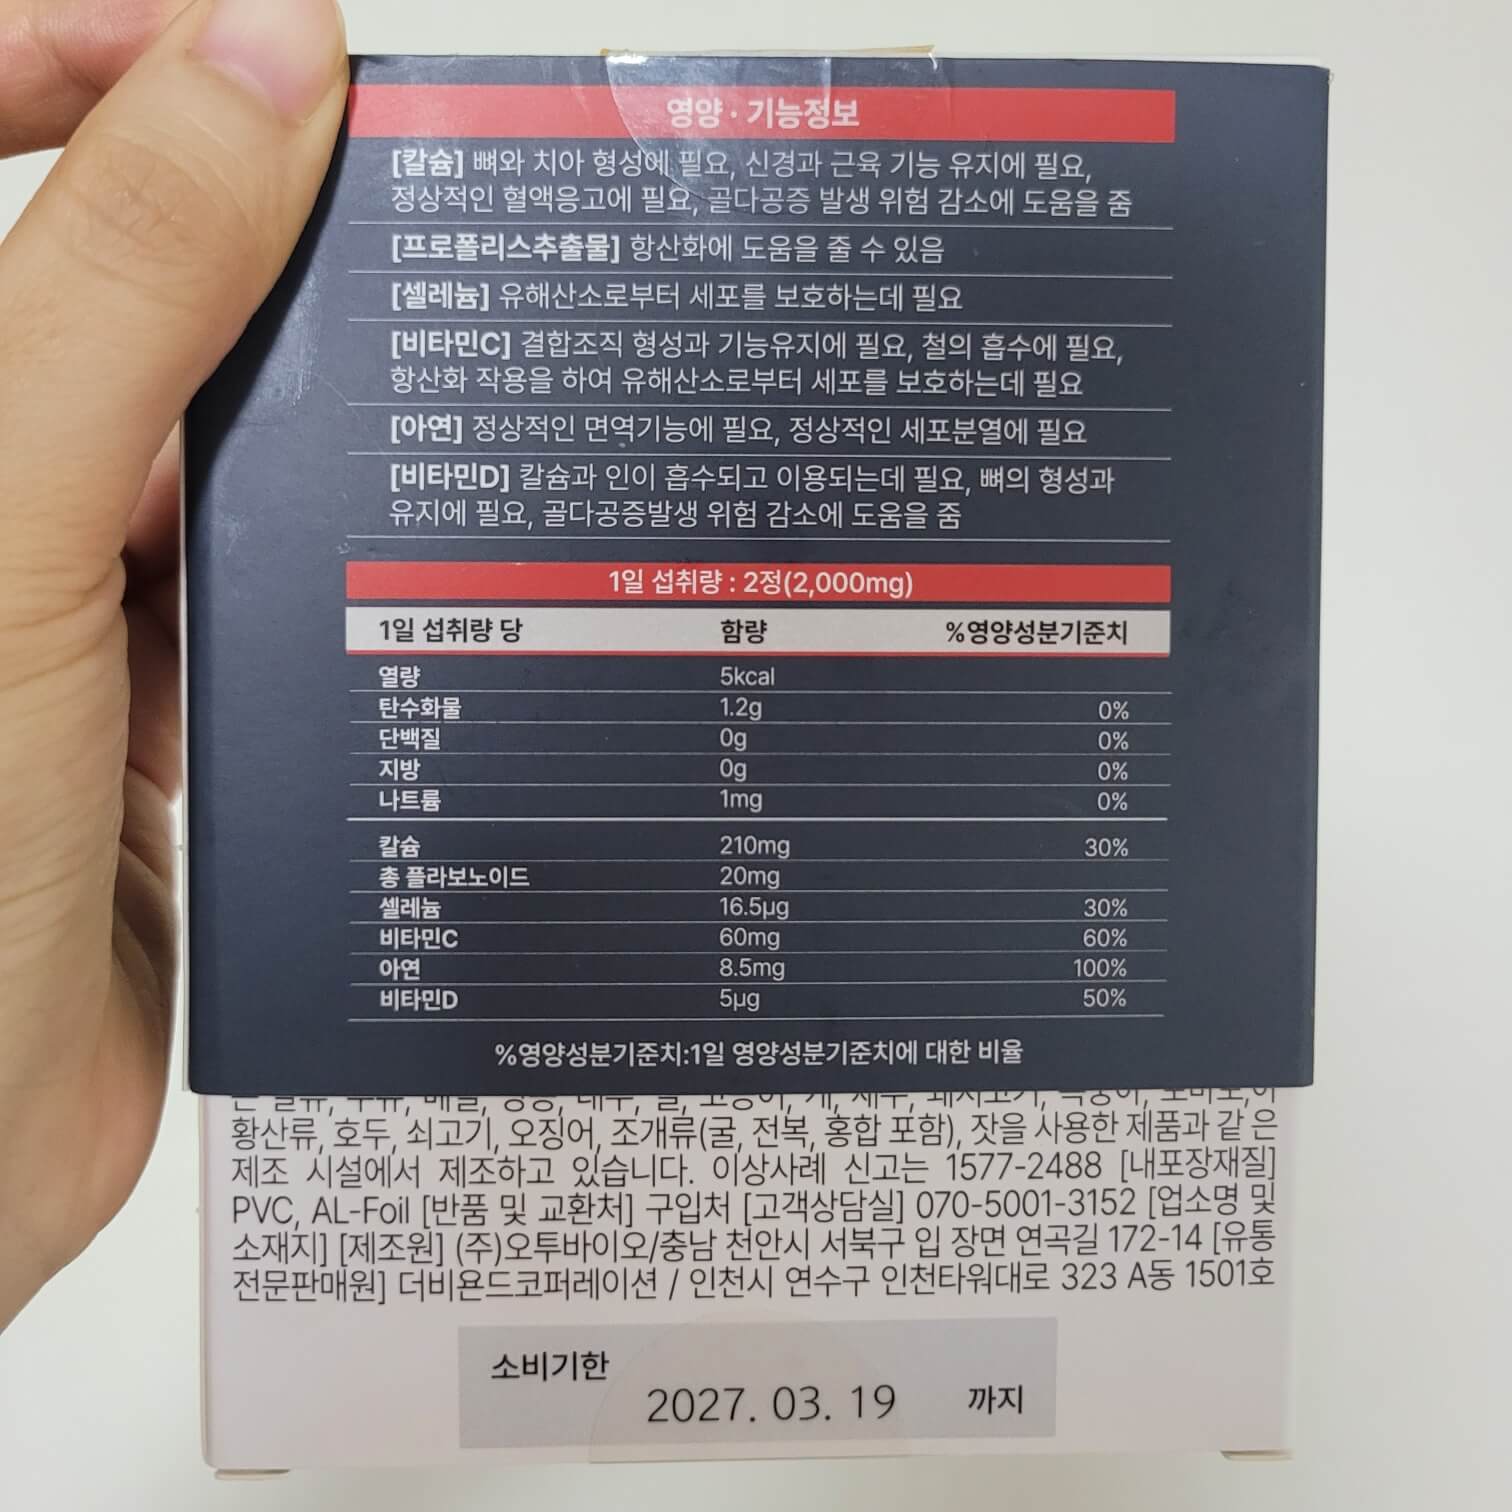 영양 · 기능정보
[칼슘] 뼈와 치아 형성에 필요, 신경과 근육 기능 유지에 필요,
정상적인 혈액응고에 필요, 골다공증 발생 위험 감소에 도움을 줌
[프로폴리스추출물] 항산화에 도움을 줄 수 있음
[셀레늄] 유해산소로부터 세포를 보호하는데 필요
[비타민C] 결합조직 형성과 기능유지에 필요, 철의 흡수에 필요,
항산화 작용을 하여 유해산소로부터 세포를 보호하는데 필요
[아연] 정상적인 면역기능에 필요, 정상적인 세포분열에 필요
[비타민D] 칼슘과 인이 흡수되고 이용되는데 필요, 뼈의 형성과
유지에 필요, 골다공증발생 위험 감소에 도움을 줌
1일 섭취량 : 2정(2,000mg)
1일 섭취량 당 함량 %영양성분기준치
열량 5kcal
탄수화물 1.2g 0%
단백질 0g 0%
지방 0g 0%
나트륨 1mg 0%
칼슘 210mg 30%
총 플라보노이드 20mg
셀레늄 16.5µg 30%
비타민C 60mg 60%
아연 8.5mg 100%
비타민D 5µg 50%
%영양성분기준치:1일 영양성분기준치에 대한 비율
황산류, 호두, 쇠고기, 오징어, 조개류(굴, 전복, 홍합 포함), 잣을 사용한 제품과 같 은
제조 시설에서 제조하고 있습니다. 이상사례 신고는 1577-2488 [내포장재질]
PVC, AL-Foil [반품 및 교환처] 구입처 [고객상담실] 070-5001-3152 [업소명 및
소재지] [제조원] (주)오투바이오/충남 천안시 서북구 입 장면 연곡길 172-14 [유통
전문판매원] 더비욘드코퍼레이션 / 인천시 연수구 인천타워대로 323 A동 1501호
소비기한
2027. 03. 19 까지